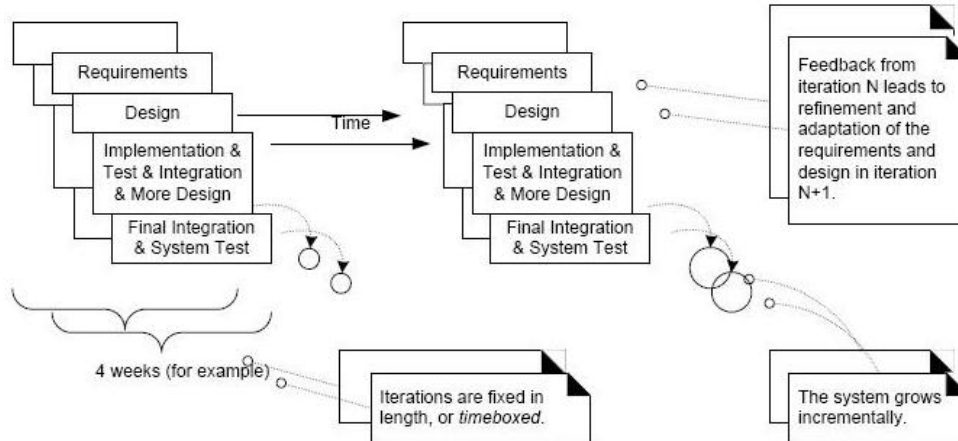 Requirements
Design
Implementation &
Test & Integration
& More Design
Final Integration
& System Test
Time
Requirements
Design
Implementation &
Test & Integration
& More Design
Final Integration
& System Test
Feedback from
iteration N leads to
refinement and
adaptation of the
requirements and
design in iteration
N+1.
4 weeks (for example)
Iterations are fixed in
length, or timeboxed.
The system grows
incrementally.